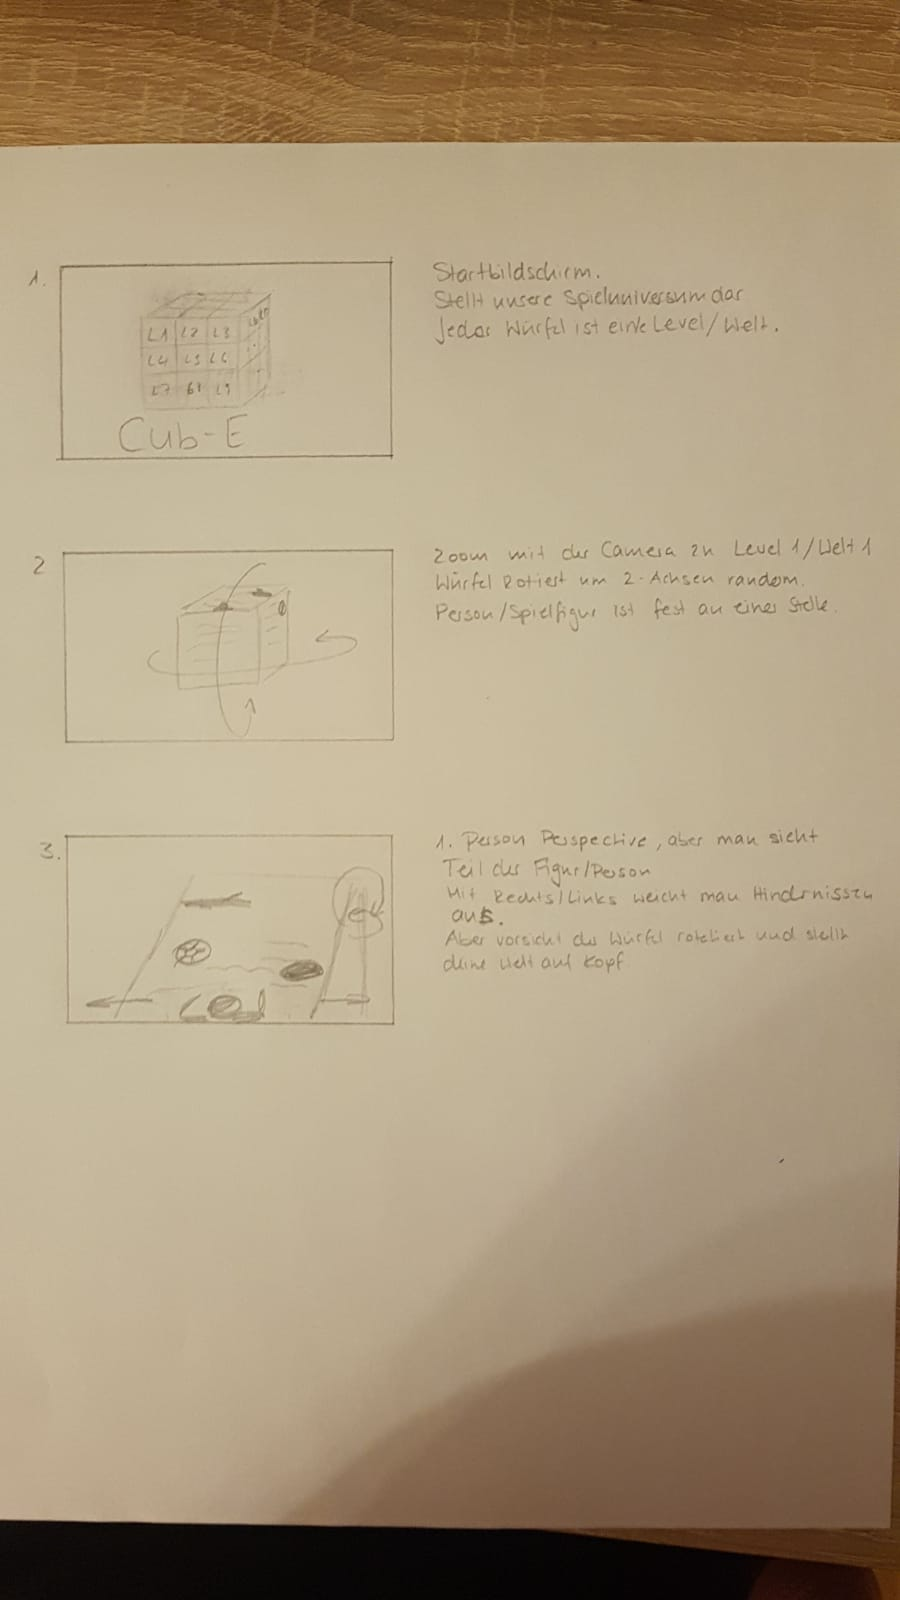 1.
L1 L2 L3
L4 L5 L6
L7 L9
Cub-E
Startbildschirm.
Stellt unsere Spieluniversum dar
Jeder Würfel ist eine Level/Welt.
2
Zoom mit der Camera zu Level 1/Welt 1
Würfel Rotiert um 2-Achsen random.
Person/Spielfigur ist fest an einer Stelle.
3.
1. Person Perspective, aber man sieht
Teil der Figur/Person
Mit Rechts/Links weicht man Hindernissen
aus.
Aber vorsicht der Würfel rotiert und stellt
deine Welt auf Kopf